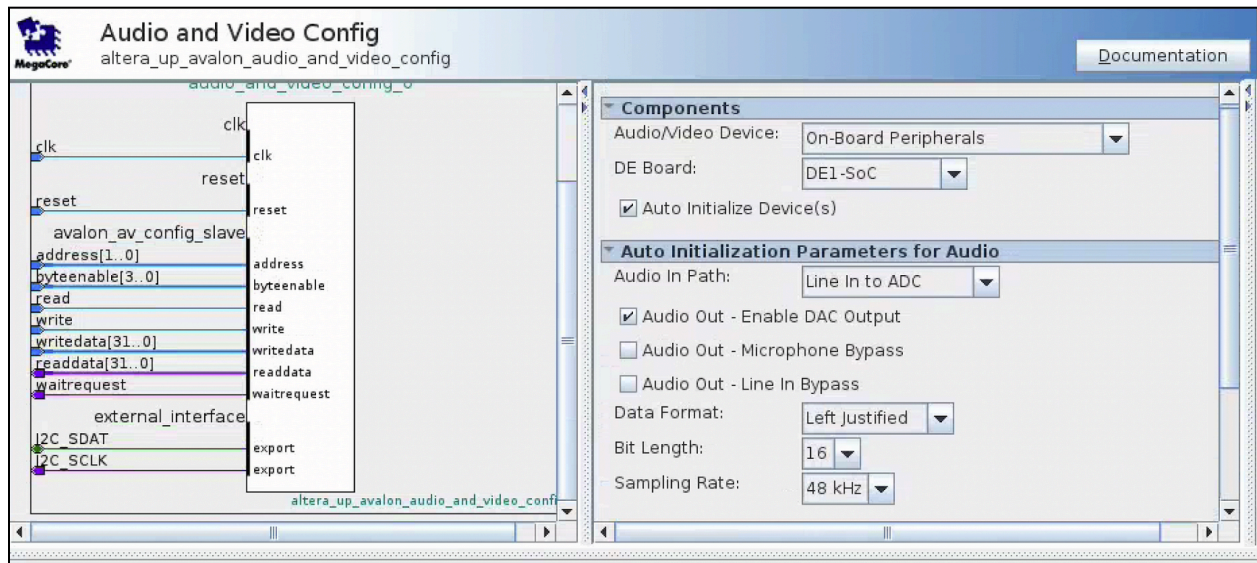 Audio and Video Config
altera_up_avalon_audio_and_video_config
MegaCore®
Documentation
audio_and_video_config_0
clk
clk
clk
reset
reset
reset
avalon_av_config_slave
address[1..0]
address
byteenable[3..0]
byteenable
read
read
write
write
writedata[31..0]
writedata
readdata[31..0]
readdata
waitrequest
waitrequest
external_interface
I2C_SDAT
export
I2C_SCLK
export
altera_up_avalon_audio_and_video_confi
Components
Audio/Video Device: On-Board Peripherals
DE Board: DE1-SoC
Auto Initialize Device(s)
Auto Initialization Parameters for Audio
Audio In Path: Line In to ADC
Audio Out - Enable DAC Output
Audio Out - Microphone Bypass
Audio Out - Line In Bypass
Data Format: Left Justified
Bit Length: 16
Sampling Rate: 48 kHz